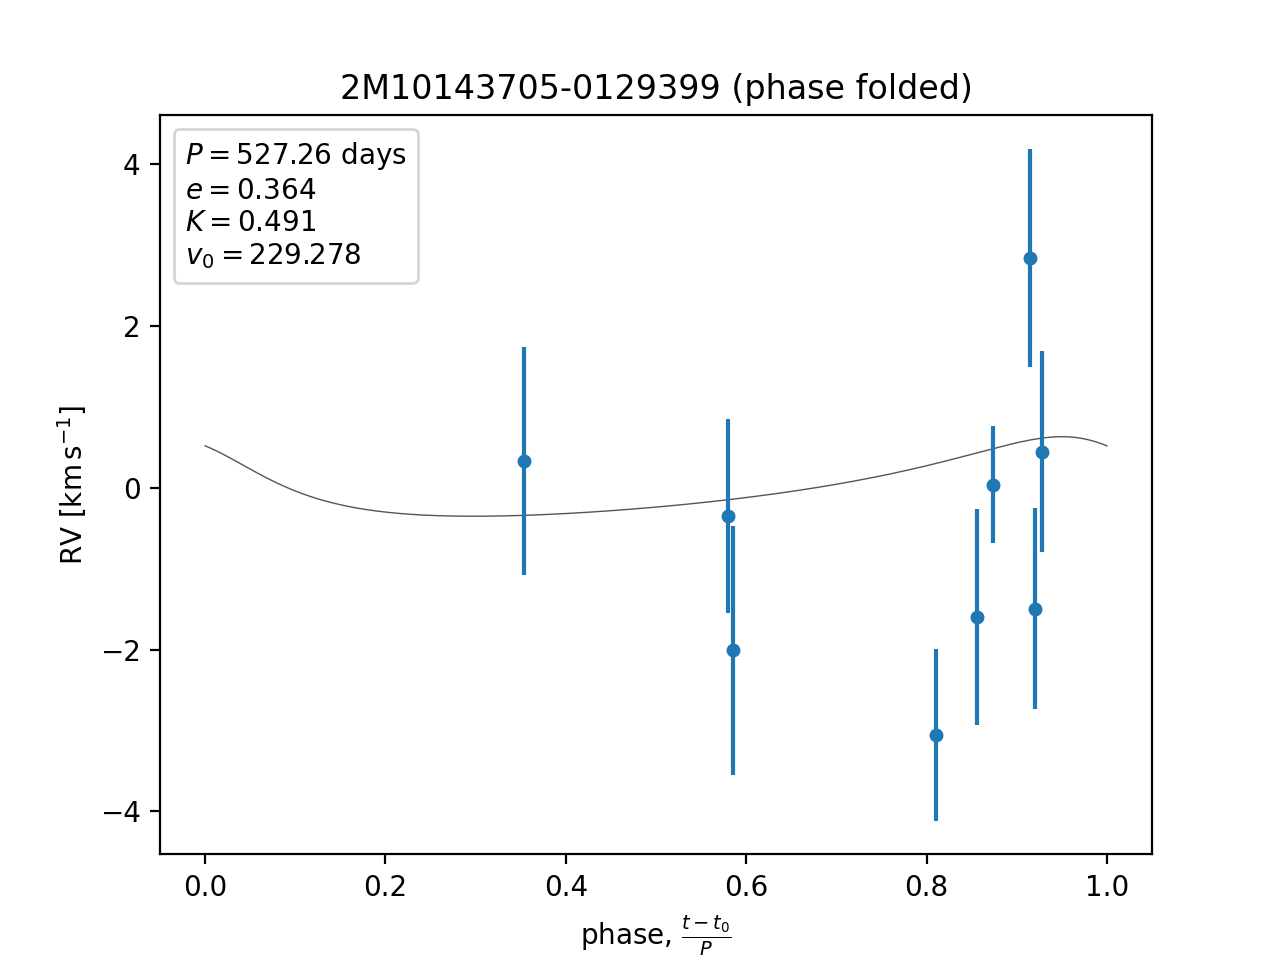 2M10143705-0129399 (phase folded)
P = 527.26 days
e = 0.364
K = 0.491
v₀ = 229.278
4
2
0
−2
−4
RV [km s⁻¹]
0.0 0.2 0.4 0.6 0.8 1.0
phase, (t − t₀)/P